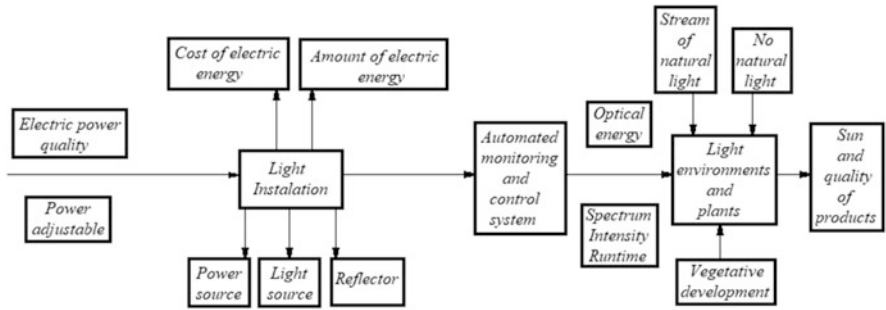 Cost of electric
energy
Amount of electric
energy
Stream
of
natural
light
No
natural
light
Electric power
quality
Power
adjustable
Light
Instalation
Power
source
Light
source
Reflector
Automated
monitoring
and
control
system
Optical
energy
Spectrum
Intensity
Runtime
Light
environments
and
plants
Vegetative
development
Sun
and
quality
of
products